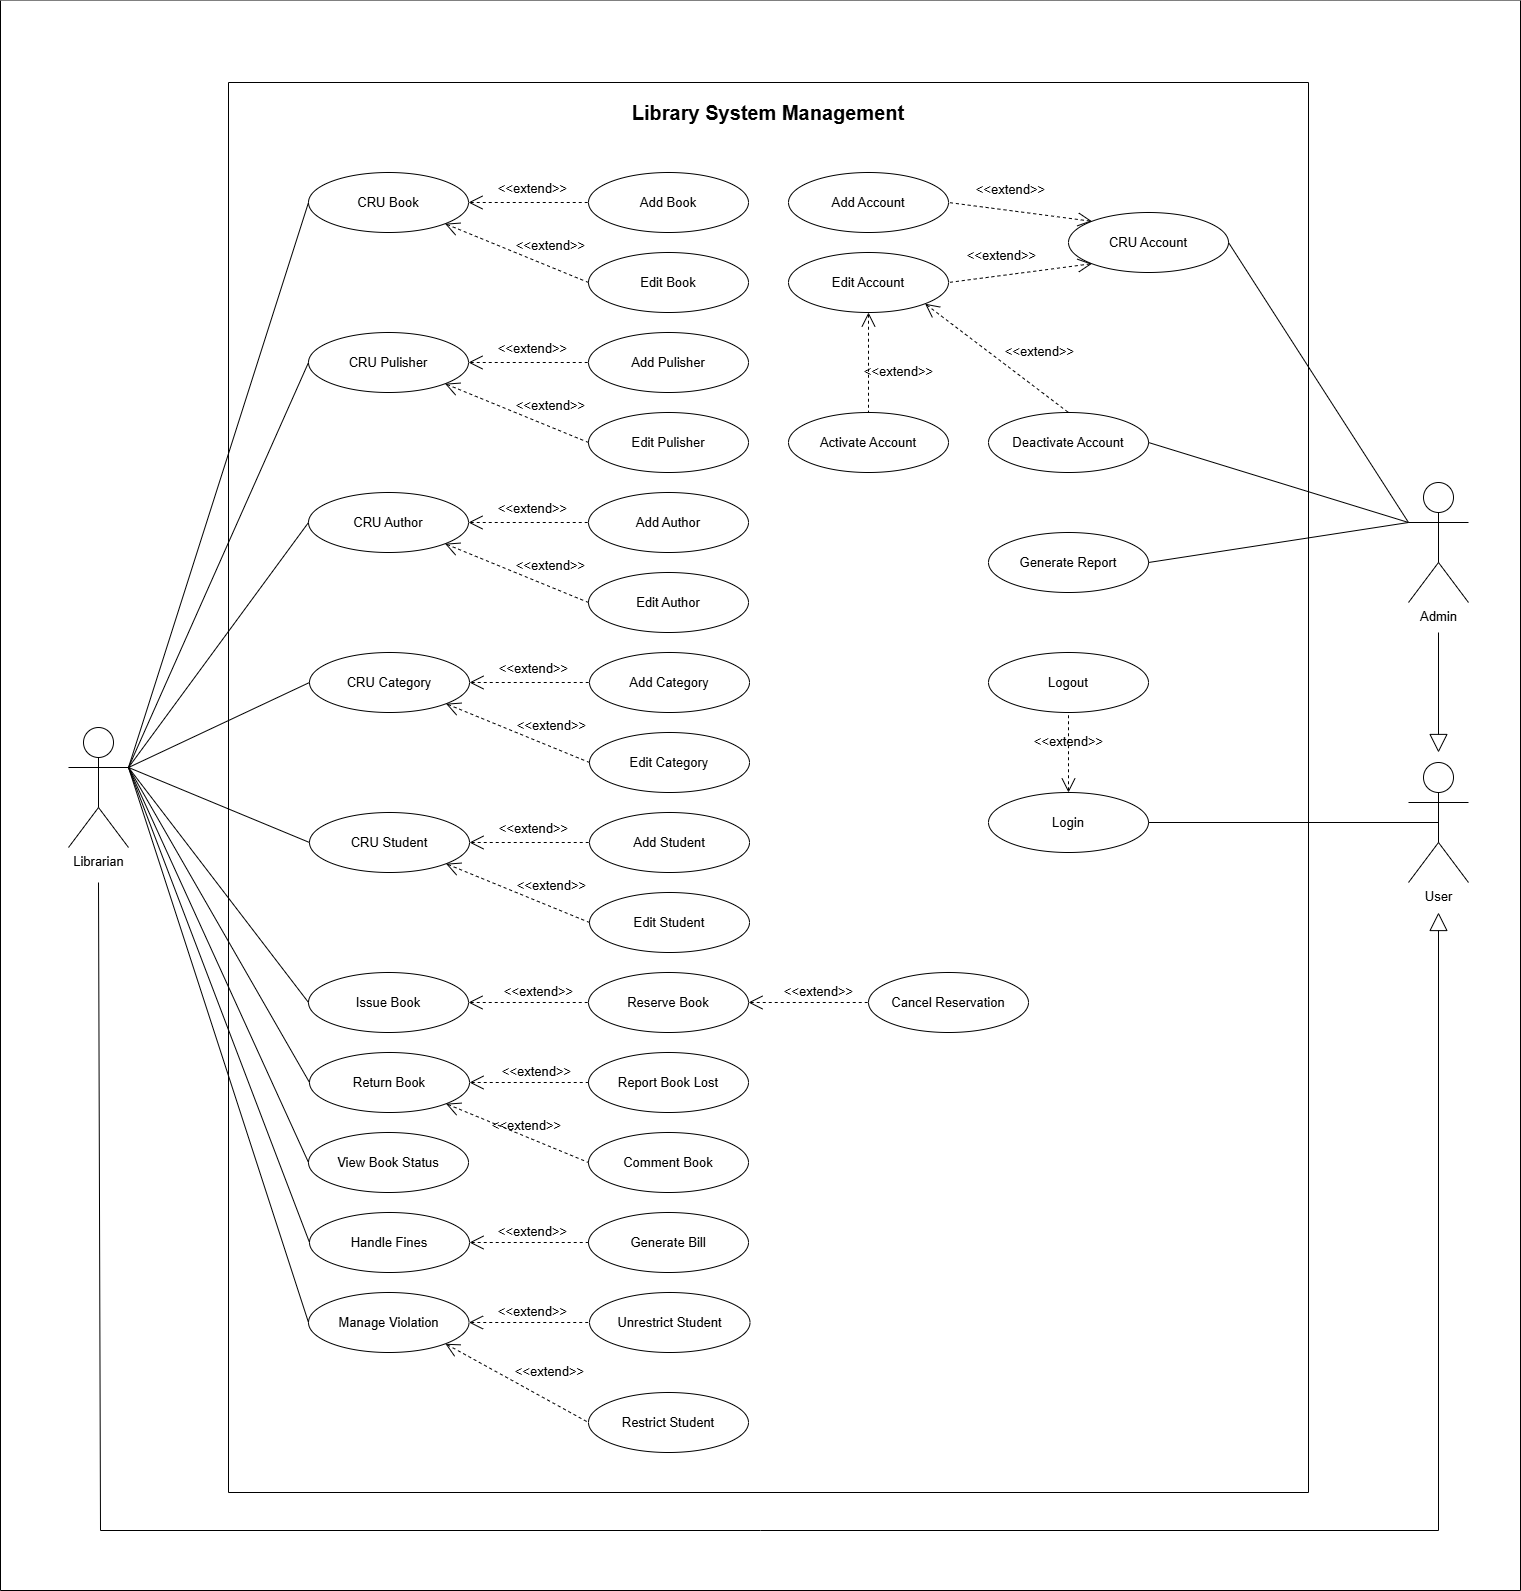 Library System Management
CRU Book
<<extend>>
Add Book
<<extend>>
Edit Book
Add Account
<<extend>>
CRU Account
Edit Account
<<extend>>
<<extend>>
<<extend>>
Activate Account
Deactivate Account
CRU Pulisher
<<extend>>
Add Pulisher
<<extend>>
Edit Pulisher
CRU Author
<<extend>>
Add Author
<<extend>>
Edit Author
Generate Report
Admin
CRU Category
<<extend>>
Add Category
<<extend>>
Edit Category
Logout
<<extend>>
Login
User
Librarian
CRU Student
<<extend>>
Add Student
<<extend>>
Edit Student
Issue Book
<<extend>>
Reserve Book
<<extend>>
Cancel Reservation
Return Book
<<extend>>
Report Book Lost
<<extend>>
Comment Book
View Book Status
Handle Fines
<<extend>>
Generate Bill
Manage Violation
<<extend>>
Unrestrict Student
<<extend>>
Restrict Student